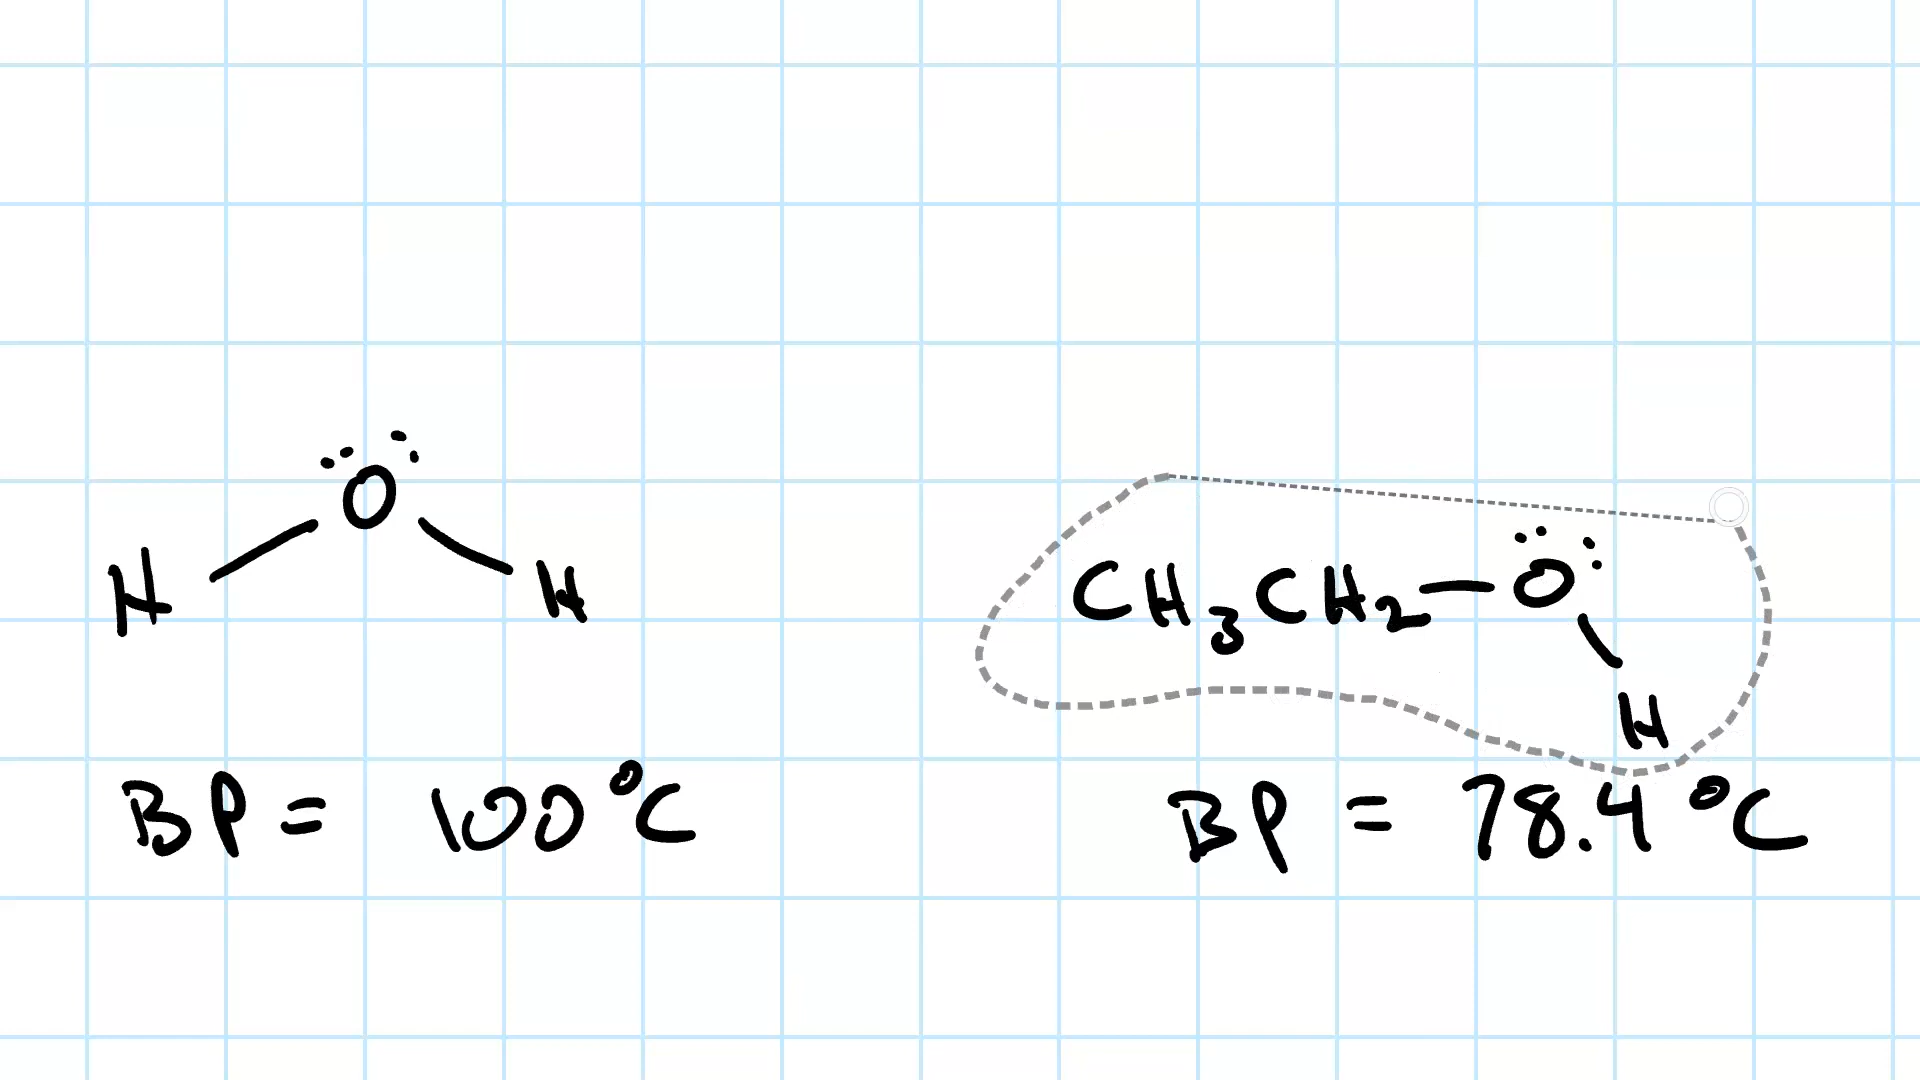 H O H
CH₃CH₂—O H
BP = 100°C
BP = 78.4°C